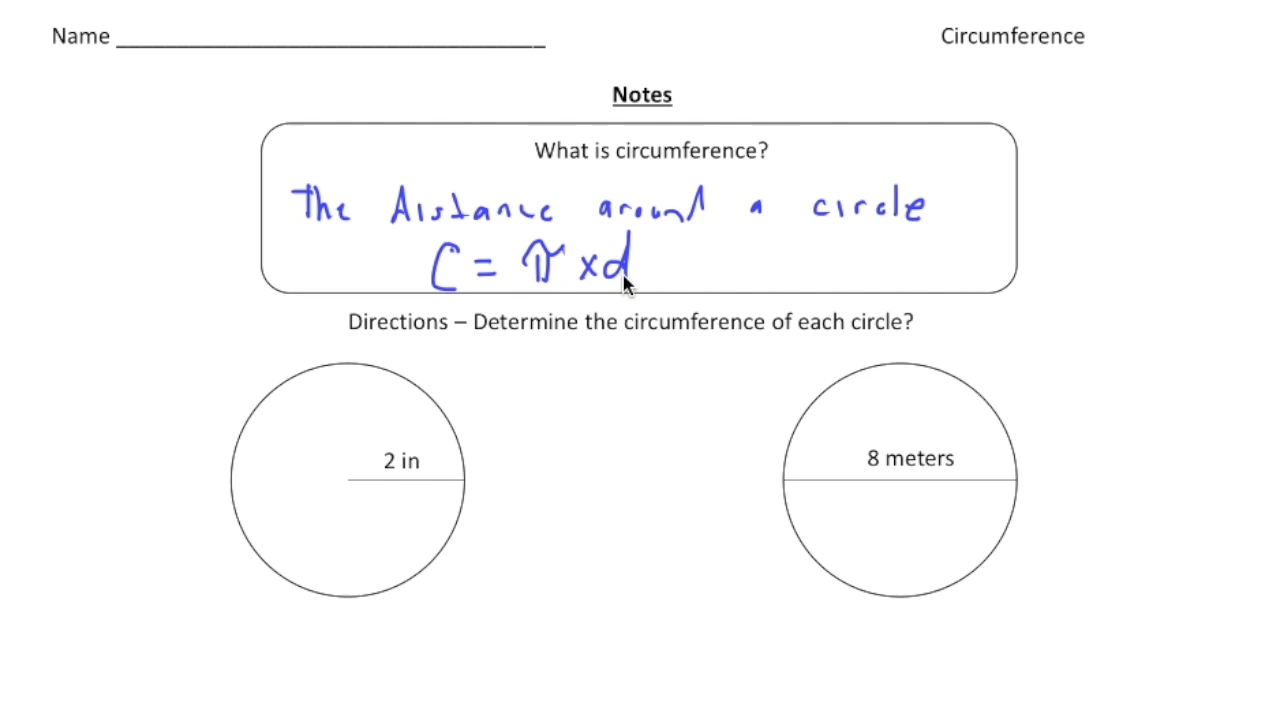 Name ___________________________________ Circumference
Notes
What is circumference?
The distance around a circle
C = π x d
Directions – Determine the circumference of each circle?
2 in 8 meters